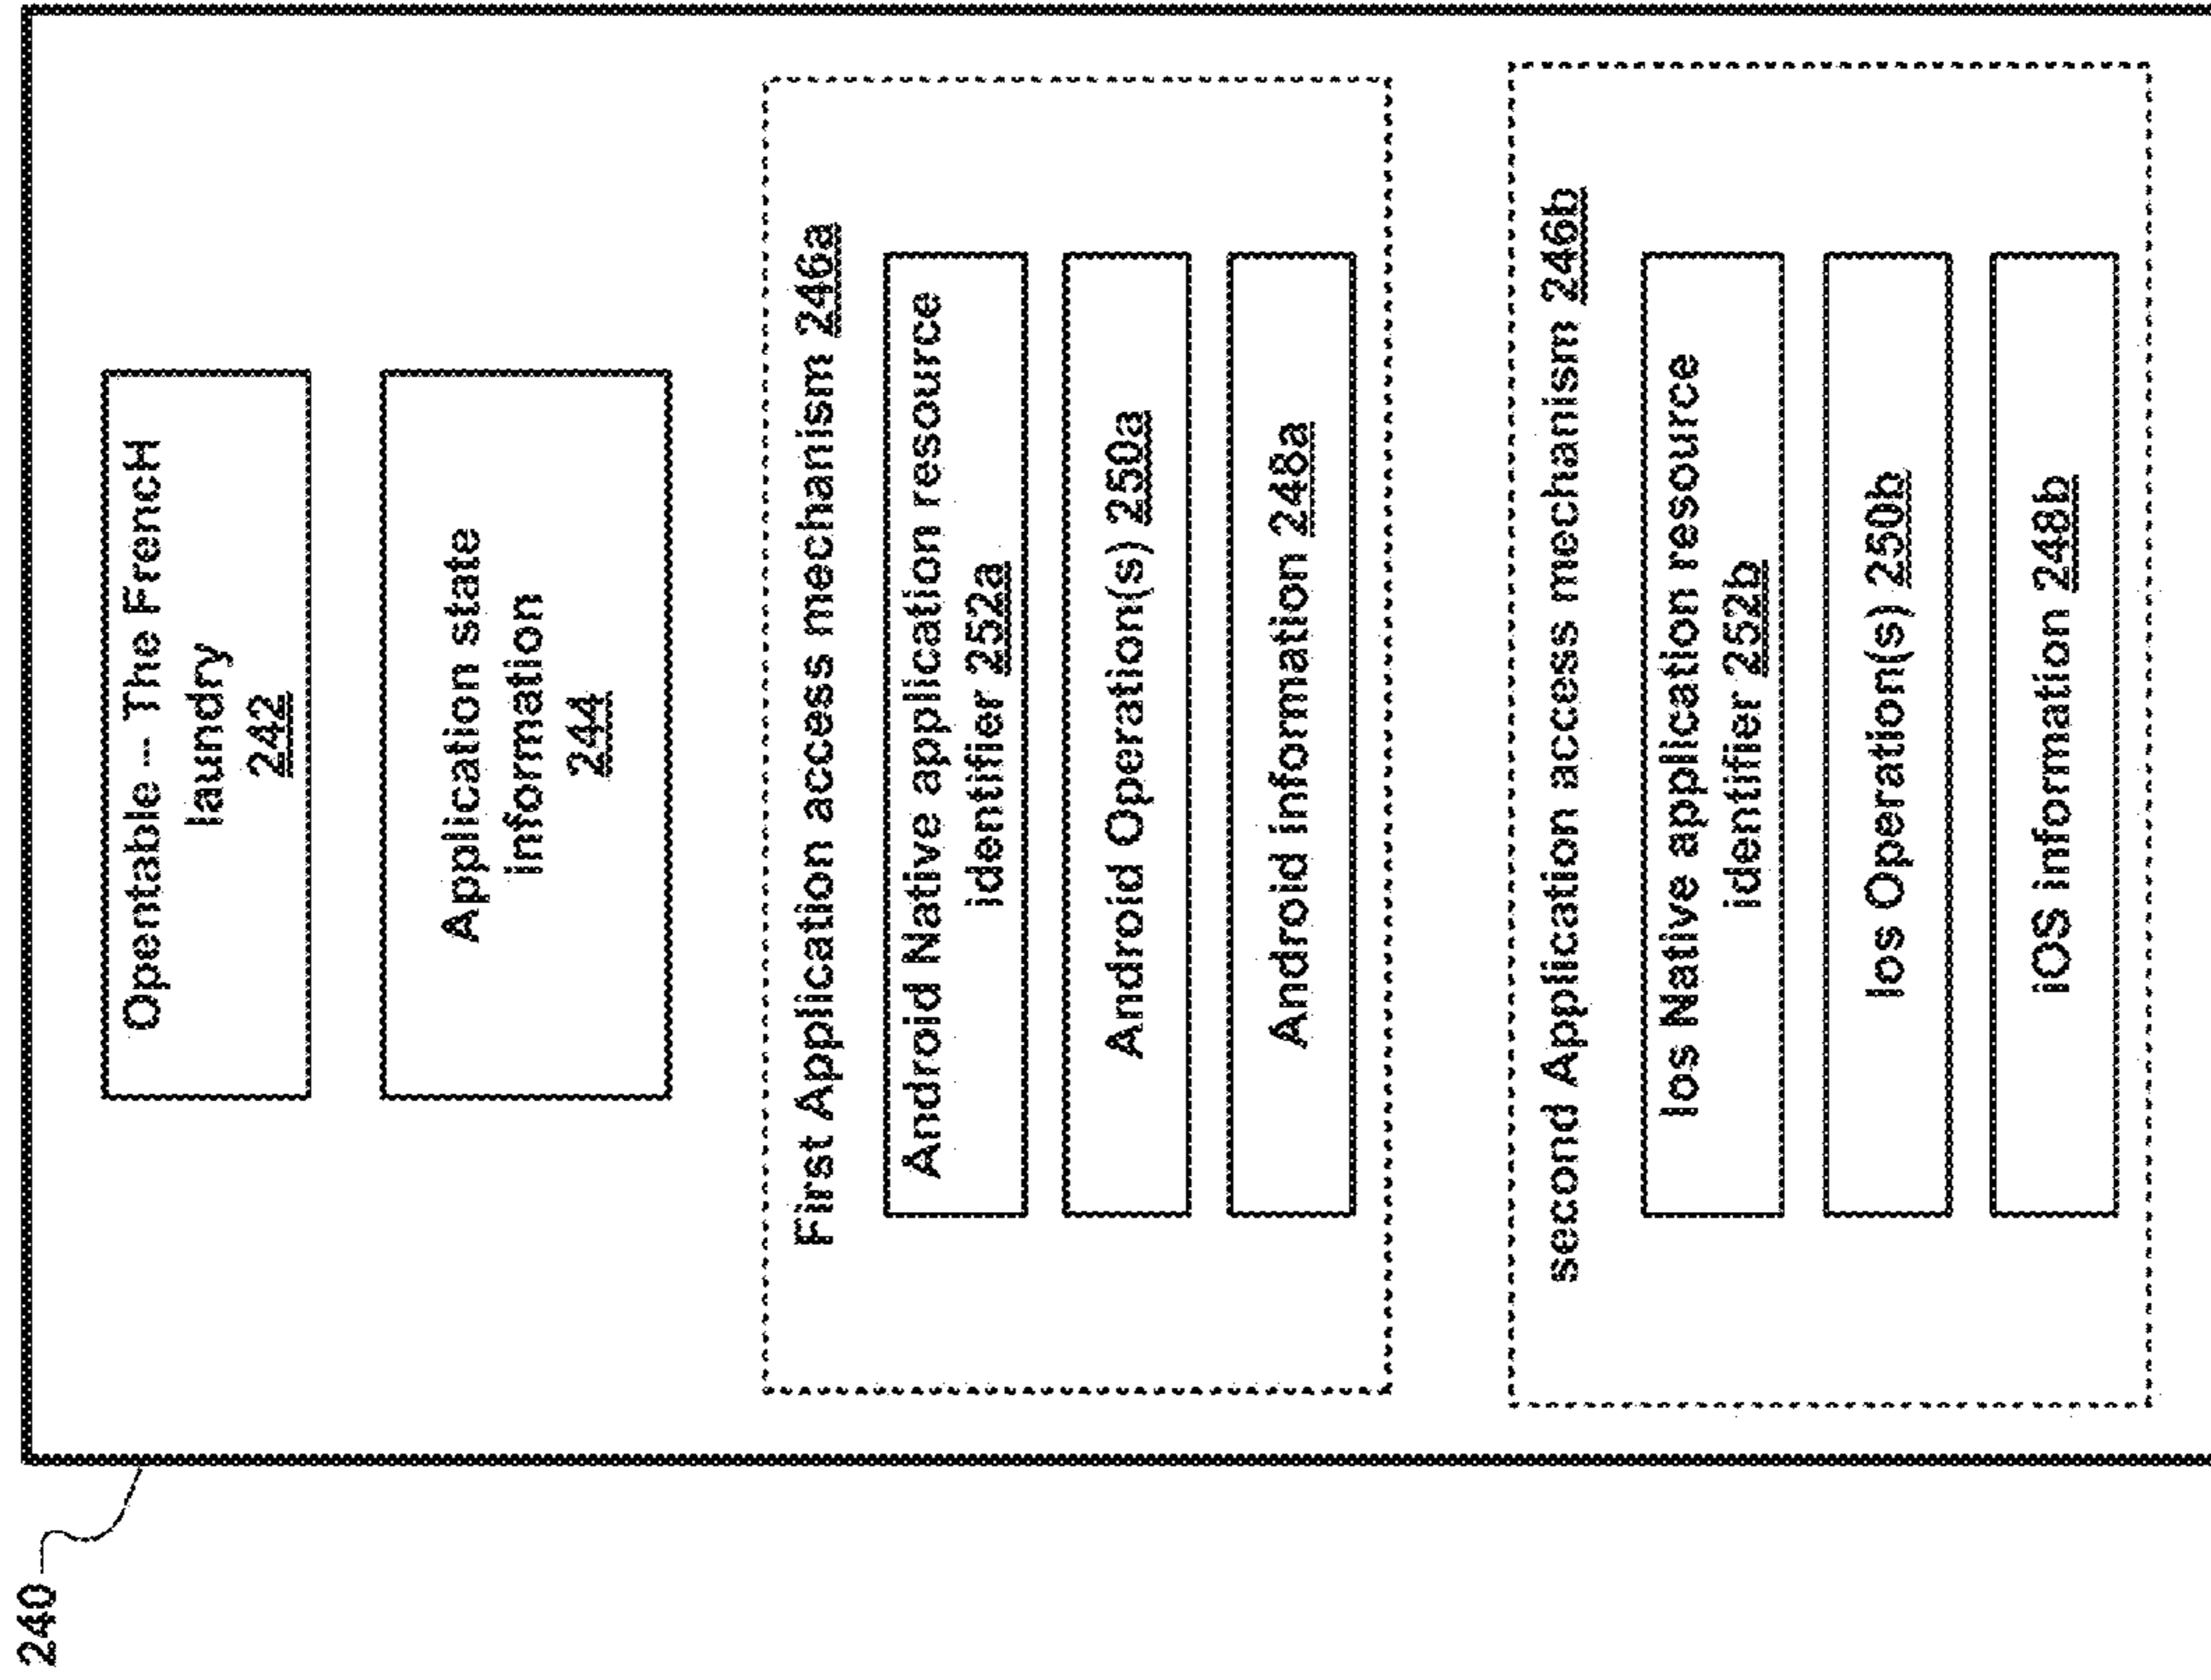 240
Opentable -- The FrencH
laundry
242
Application state
information
244
First Application access mechanism 246a
Android Native application resource
identifier 252a
Android Operation(s) 250a
Android information 248a
second Application access mechanism 246b
Ios Native application resource
identifier 252b
Ios Operation(s) 250b
iOS information 248b